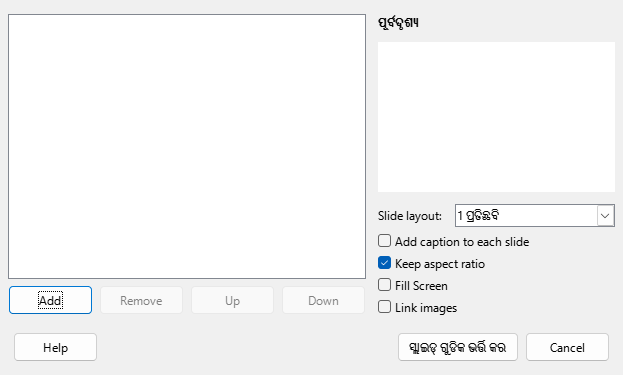 ପୂର୍ବଦୃଶ୍ୟ
Slide layout: 1 ପ୍ରତିଛବି
Add caption to each slide
Keep aspect ratio
Fill Screen
Link images
Add Remove Up Down
Help ସ୍ଲାଇଡ୍ ଗୁଡିକ ଭର୍ତ୍ତି କର Cancel